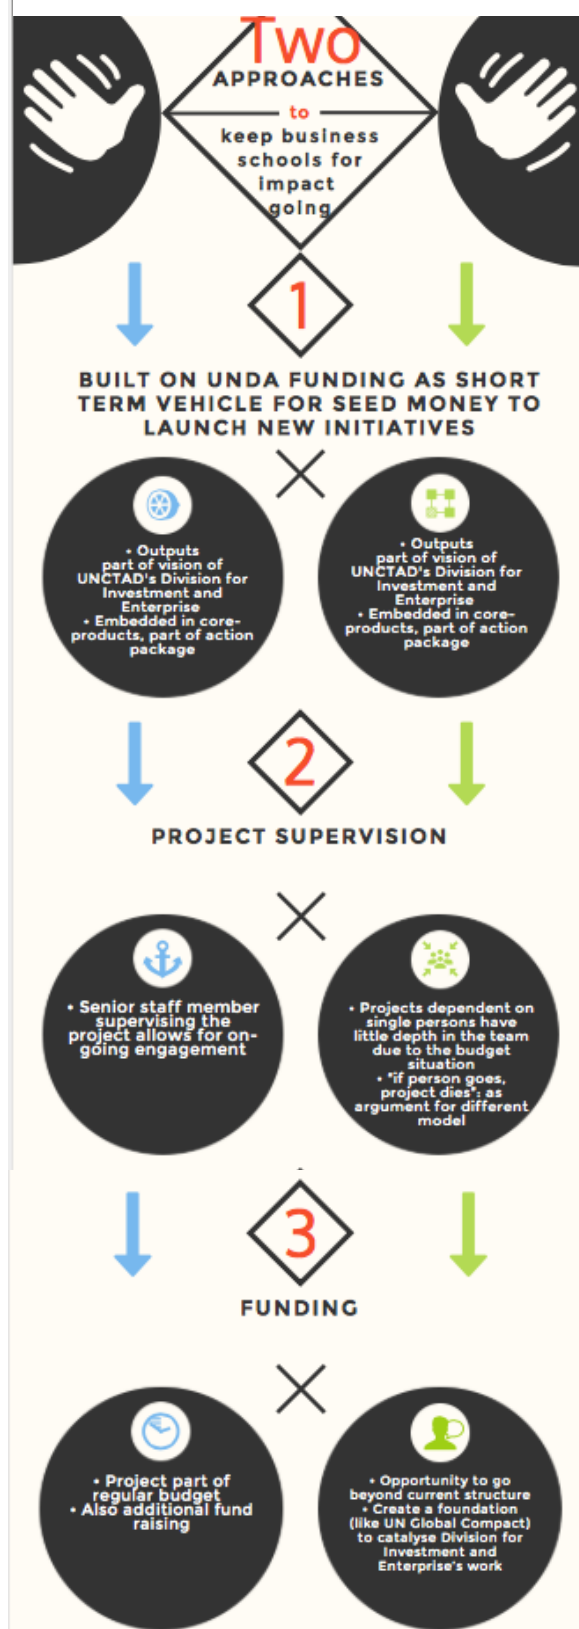 Two
APPROACHES
to
keep business
schools for
impact
going
1
BUILT ON UNDA FUNDING AS SHORT
TERM VEHICLE FOR SEED MONEY TO
LAUNCH NEW INITIATIVES
• Outputs
part of vision of
UNCTAD's Division for
Investment and
Enterprise
• Embedded in core-
products, part of action
package
• Outputs
part of vision of
UNCTAD's Division for
Investment and
Enterprise
• Embedded in core-
products, part of action
package
2
PROJECT SUPERVISION
• Senior staff member
supervising the
project allows for on-
going engagement
• Projects dependent on
single persons have
little depth in the team
due to the budget
situation
• "if person goes,
project dies": as
argument for different
model
3
FUNDING
• Project part of
regular budget
• Also additional fund
raising
• Opportunity to go
beyond current structure
• Create a foundation
(like UN Global Compact)
to catalyse Division for
Investment and
Enterprise's work